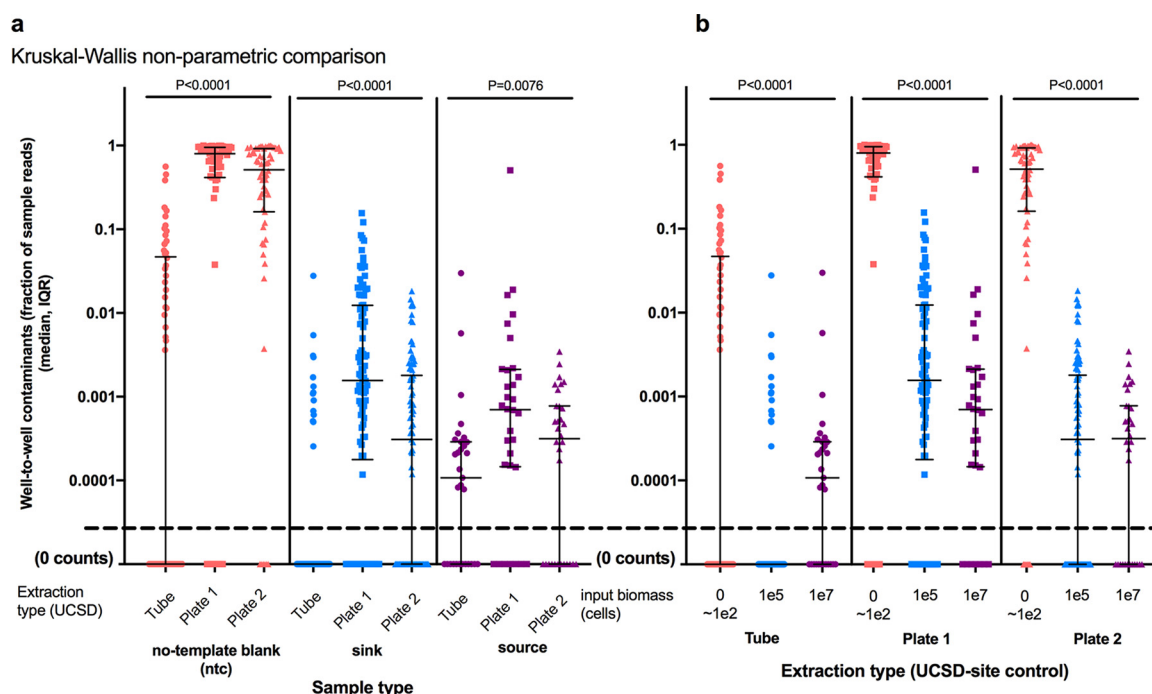 a
b
Kruskal-Wallis non-parametric comparison
P<0.0001
P<0.0001
P=0.0076
P<0.0001
P<0.0001
P<0.0001
Well-to-well contaminants (fraction of sample reads)
(median, IQR)
1
0.1
0.01
0.001
0.0001
(0 counts)
1
0.1
0.01
0.001
0.0001
(0 counts)
Extraction
type (UCSD)
Tube
Plate 1
Plate 2
Tube
Plate 1
Plate 2
Tube
Plate 1
Plate 2
no-template blank
(ntc)
sink
source
Sample type
input biomass
(cells)
0
~1e2
1e5
1e7
0
~1e2
1e5
1e7
0
~1e2
1e5
1e7
Tube
Plate 1
Plate 2
Extraction type (UCSD-site control)